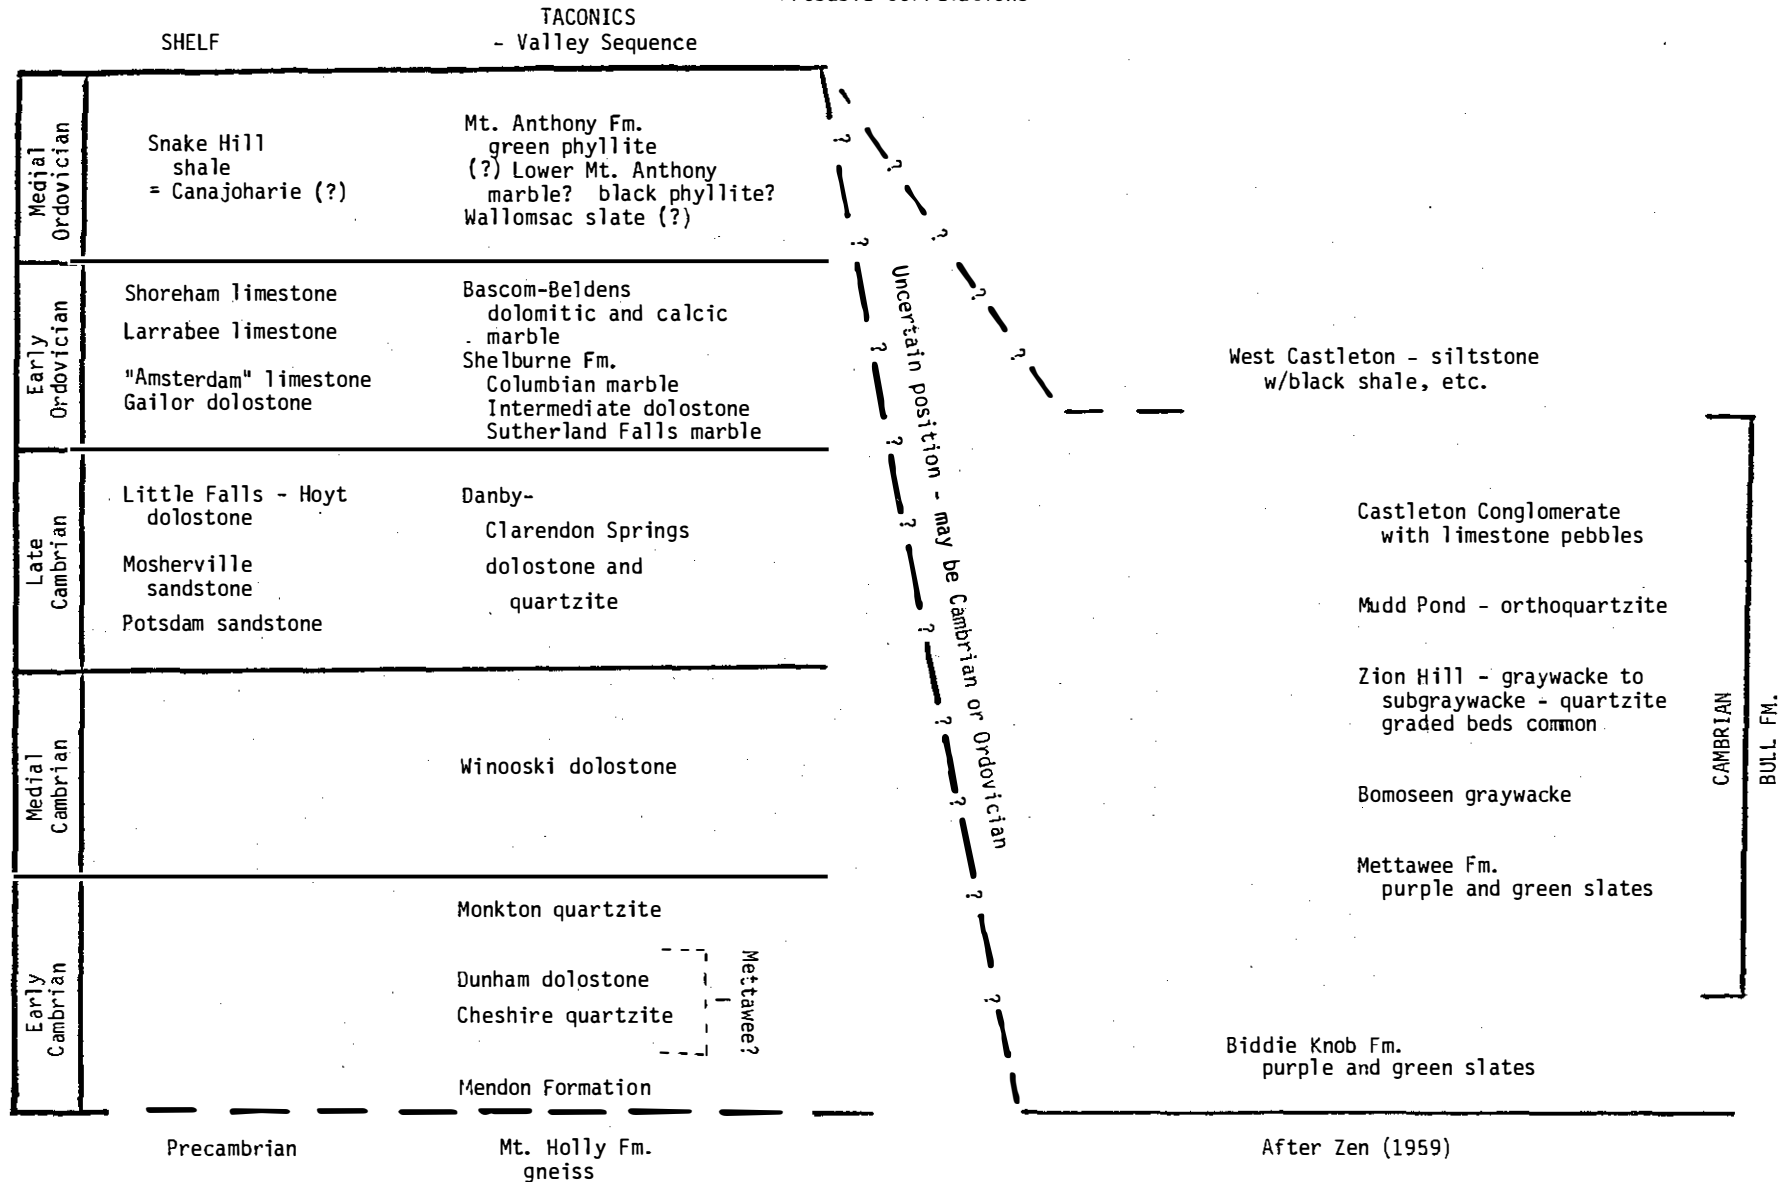 TACONICS
SHELF
- Valley Sequence
Medial
Ordovician
Snake Hill
shale
= Canajoharie (?)
Mt. Anthony Fm.
green phyllite
(?) Lower Mt. Anthony
marble? black phyllite?
Wallomsac slate (?)
Early
Ordovician
Shoreham limestone
Larrabee limestone
"Amsterdam" limestone
Gailor dolostone
Bascom-Beldens
dolomitic and calcic
marble
Shelburne Fm.
Columbian marble
Intermediate dolostone
Sutherland Falls marble
Late
Cambrian
Little Falls - Hoyt
dolostone
Mosherville
sandstone
Potsdam sandstone
Danby-
Clarendon Springs
dolostone and
quartzite
Medial
Cambrian
Winooski dolostone
Early
Cambrian
Monkton quartzite
Dunham dolostone
Cheshire quartzite
Mettawee?
Mendon Formation
Precambrian
Mt. Holly Fm.
gneiss
? ? ? ? ? ? ? ? ? ? ?
? ? ? ?
Uncertain position - may be Cambrian or Ordovician
West Castleton - siltstone
w/black shale, etc.
Castleton Conglomerate
with limestone pebbles
Mudd Pond - orthoquartzite
Zion Hill - graywacke to
subgraywacke - quartzite
graded beds common
Bomoseen graywacke
Mettawee Fm.
purple and green slates
CAMBRIAN
BULL FM.
Biddie Knob Fm.
purple and green slates
After Zen (1959)